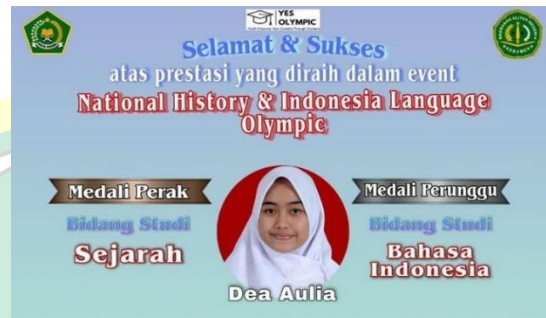 YES
OLYMPIC
Selamat & Sukses
atas prestasi yang diraih dalam event
National History & Indonesia Language
Olympic
Medali Perak
Bidang Studi
Sejarah
Medali Perunggu
Bidang Studi
Bahasa
Indonesia
Dea Aulia